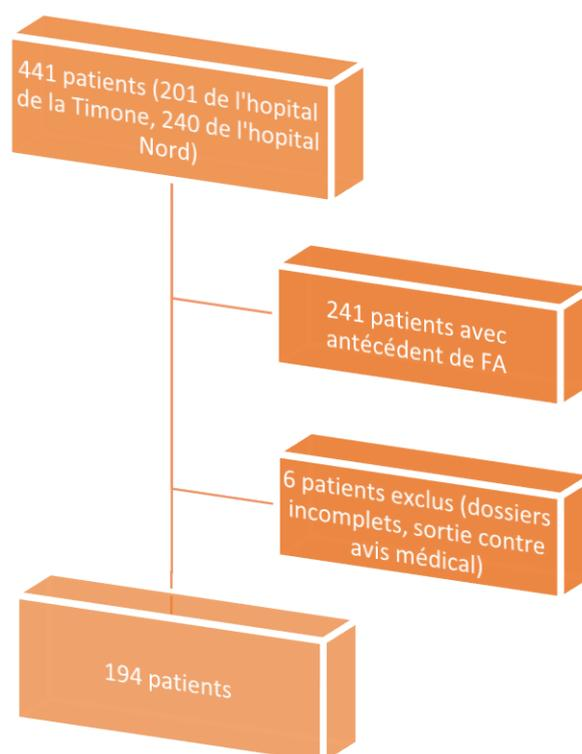 441 patients (201 de l'hopital
de la Timone, 240 de l'hopital
Nord)
241 patients avec
antécédent de FA
6 patients exclus (dossiers
incomplets, sortie contre
avis médical)
194 patients